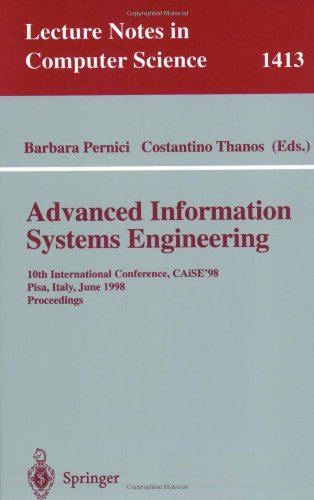 Lecture Notes in
Computer Science 1413
Barbara Pernici Costantino Thanos (Eds.)
Advanced Information
Systems Engineering
10th International Conference, CAiSE'98
Pisa, Italy, June 1998
Proceedings
Springer